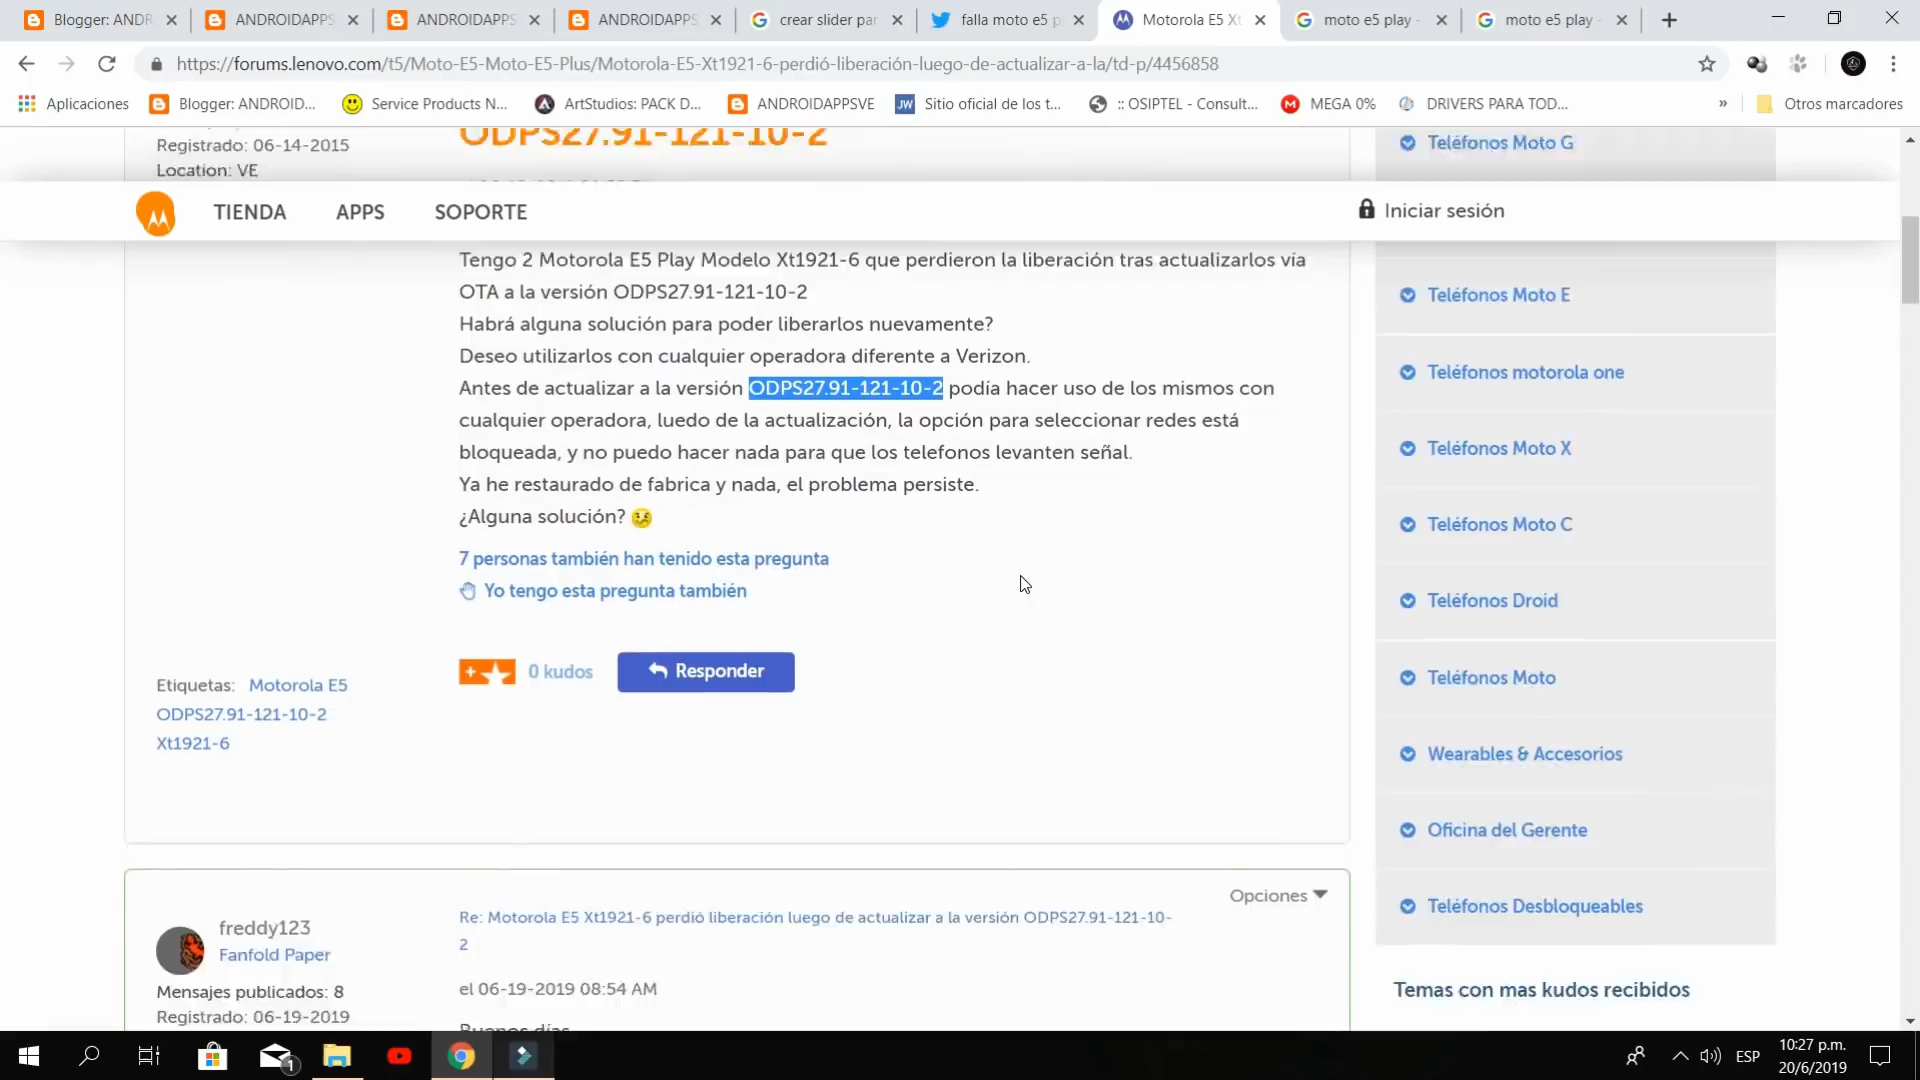 Blogger: ANDR
ANDROIDAPPS
ANDROIDAPPS
ANDROIDAPPS
crear slider par
falla moto e5 p
Motorola E5 Xt
moto e5 play -
moto e5 play -
https://forums.lenovo.com/t5/Moto-E5-Moto-E5-Plus/Motorola-E5-Xt1921-6-perdió-liberación-luego-de-actualizar-a-la/td-p/4456858
Aplicaciones
Blogger: ANDROID...
Service Products N...
ArtStudios: PACK D...
ANDROIDAPPSVE
JW Sitio oficial de los t...
:: OSIPTEL - Consult...
MEGA 0%
DRIVERS PARA TOD...
»
Otros marcadores
Registrado: 06-14-2015
Location: VE
ODPS27.91-121-10-2
TIENDA
APPS
SOPORTE
Iniciar sesión
Tengo 2 Motorola E5 Play Modelo Xt1921-6 que perdieron la liberación tras actualizarlos vía
OTA a la versión ODPS27.91-121-10-2
Habrá alguna solución para poder liberarlos nuevamente?
Deseo utilizarlos con cualquier operadora diferente a Verizon.
Antes de actualizar a la versión ODPS27.91-121-10-2 podía hacer uso de los mismos con
cualquier operadora, luedo de la actualización, la opción para seleccionar redes está
bloqueada, y no puedo hacer nada para que los telefonos levanten señal.
Ya he restaurado de fabrica y nada, el problema persiste.
¿Alguna solución?
7 personas también han tenido esta pregunta
Yo tengo esta pregunta también
+
0 kudos
Responder
Etiquetas: Motorola E5
ODPS27.91-121-10-2
Xt1921-6
Teléfonos Moto G
Teléfonos Moto E
Teléfonos motorola one
Teléfonos Moto X
Teléfonos Moto C
Teléfonos Droid
Teléfonos Moto
Wearables & Accesorios
Oficina del Gerente
Teléfonos Desbloqueables
Temas con mas kudos recibidos
Opciones
freddy123
Fanfold Paper
Mensajes publicados: 8
Registrado: 06-19-2019
Re: Motorola E5 Xt1921-6 perdió liberación luego de actualizar a la versión ODPS27.91-121-10-
2
el 06-19-2019 08:54 AM
Buenos días
1
ESP
10:27 p.m.
20/6/2019